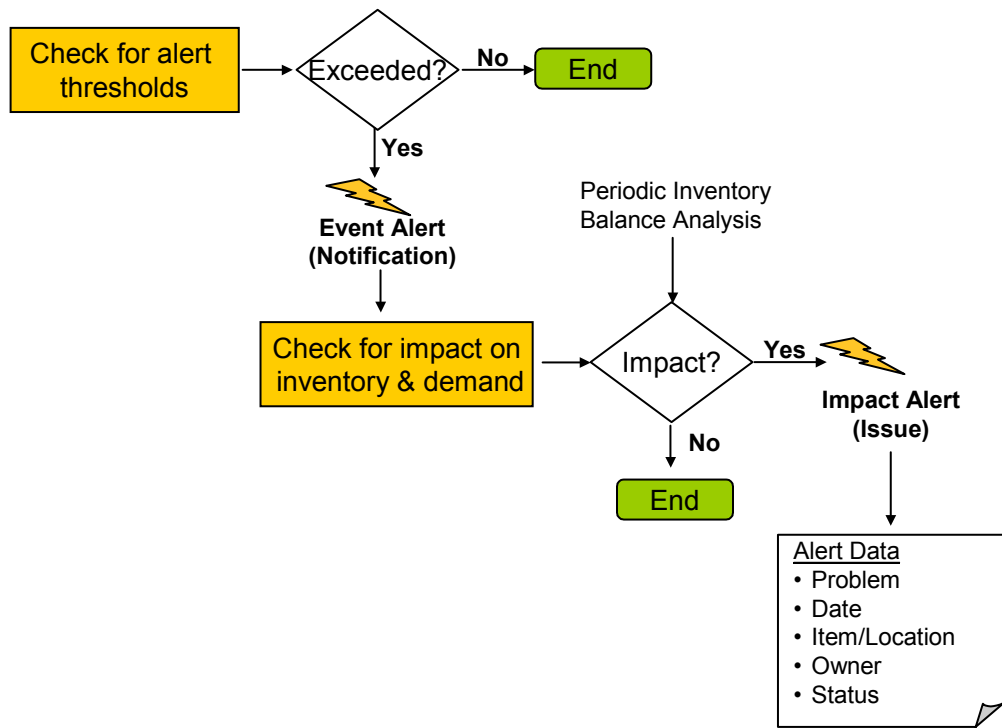 Check for alert
thresholds
Exceeded?
No
End
Yes
Event Alert
(Notification)
Periodic Inventory
Balance Analysis
Check for impact on
inventory & demand
Impact?
Yes
Impact Alert
(Issue)
No
End
Alert Data
• Problem
• Date
• Item/Location
• Owner
• Status